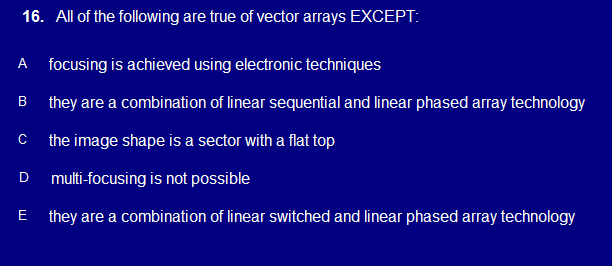 16. All of the following are true of vector arrays EXCEPT:
A focusing is achieved using electronic techniques
B they are a combination of linear sequential and linear phased array technology
C the image shape is a sector with a flat top
D multi-focusing is not possible
E they are a combination of linear switched and linear phased array technology